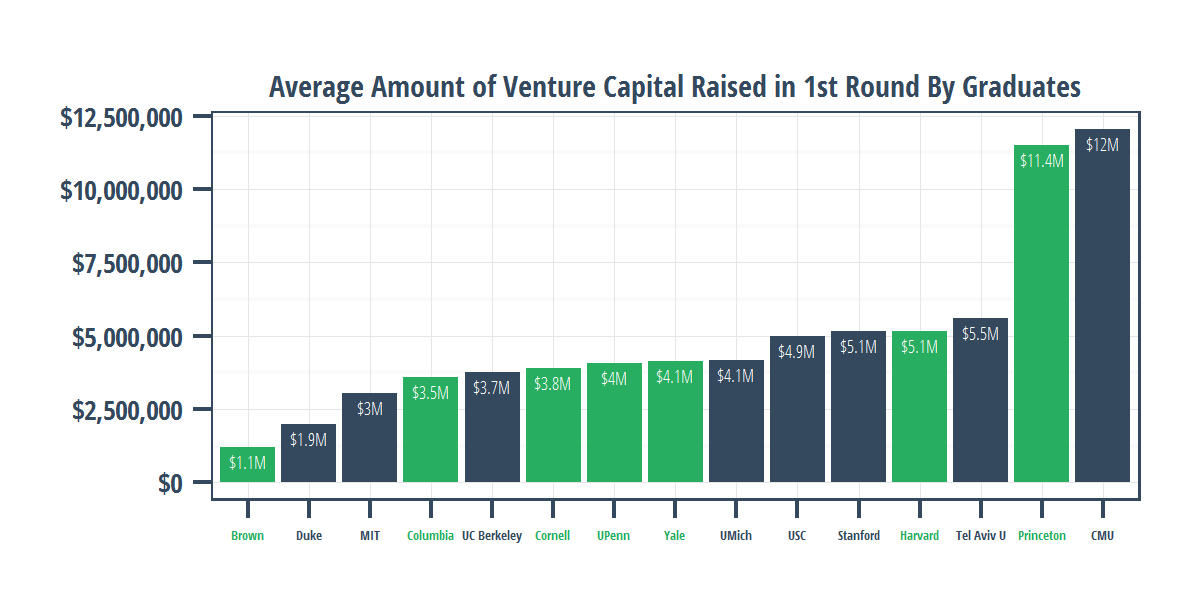 Average Amount of Venture Capital Raised in 1st Round By Graduates
$12,500,000
$10,000,000
$7,500,000
$5,000,000
$2,500,000
$0
$1.1M
$1.9M
$3M
$3.5M
$3.7M
$3.8M
$4M
$4.1M
$4.1M
$4.9M
$5.1M
$5.1M
$5.5M
$11.4M
$12M
Brown Duke MIT Columbia UC Berkeley Cornell UPenn Yale UMich USC Stanford Harvard Tel Aviv U Princeton CMU